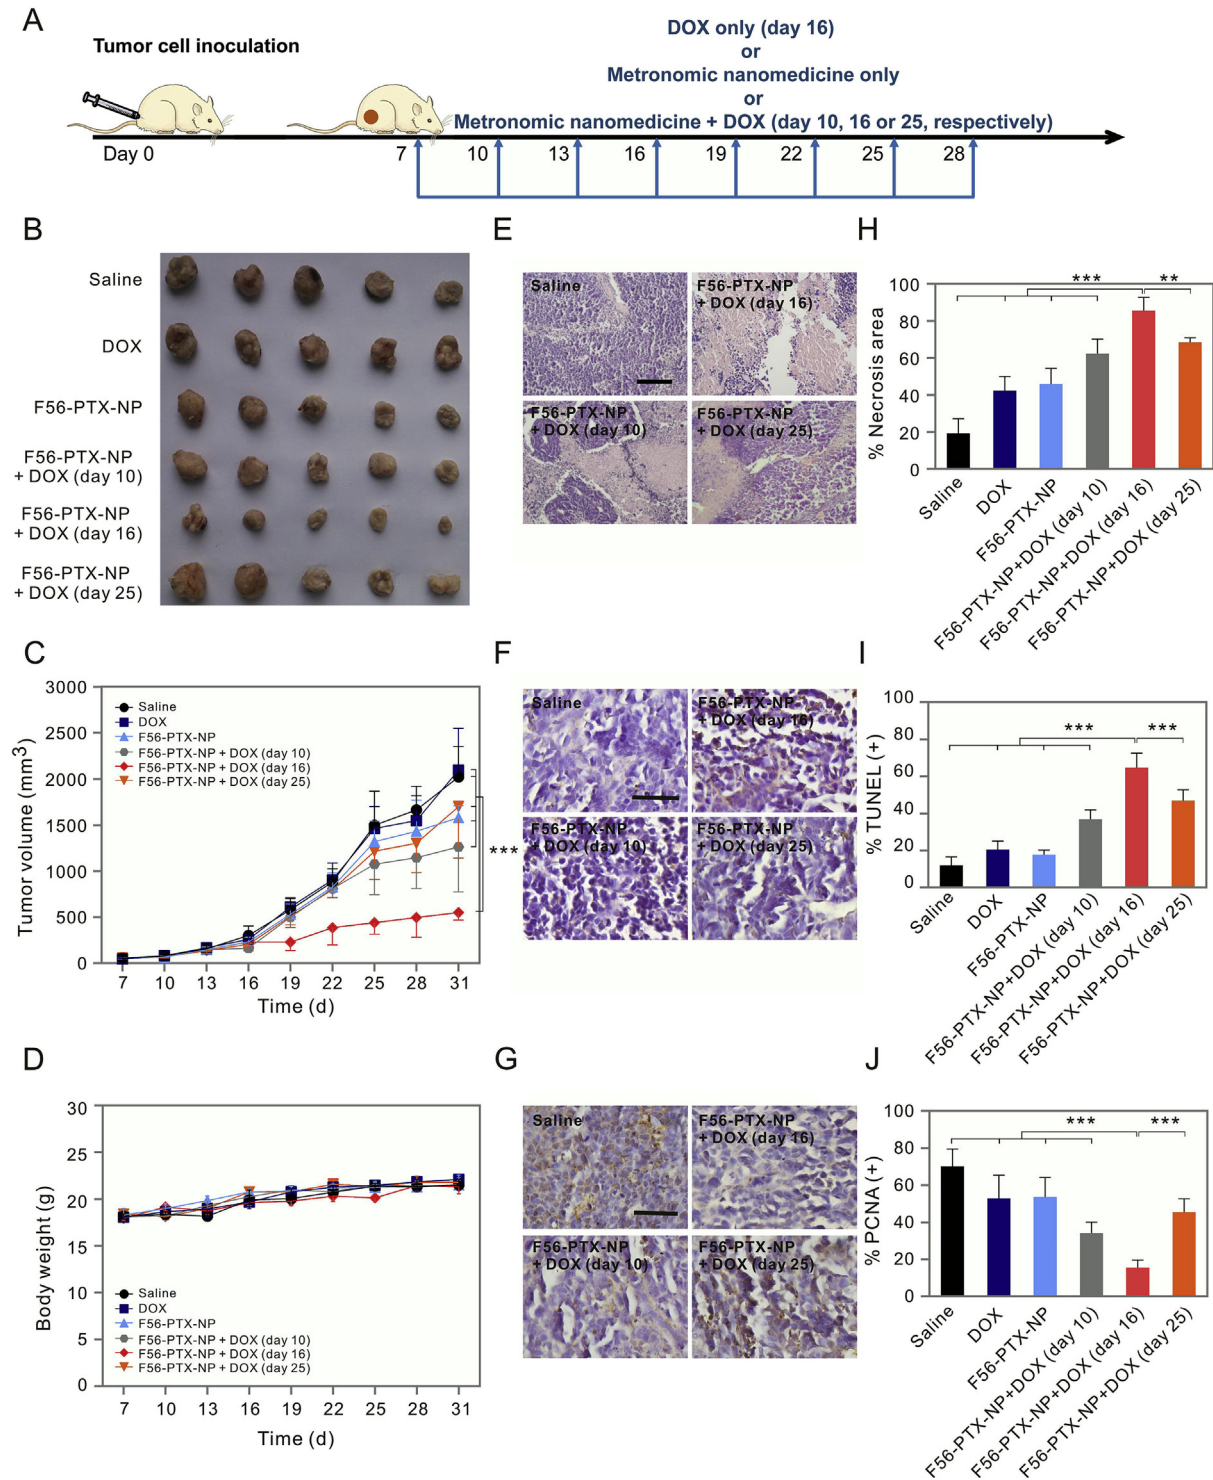 A
Tumor cell inoculation
DOX only (day 16)
or
Metronomic nanomedicine only
or
Metronomic nanomedicine + DOX (day 10, 16 or 25, respectively)
Day 0
7
10
13
16
19
22
25
28
B
Saline
DOX
F56-PTX-NP
F56-PTX-NP
+ DOX (day 10)
F56-PTX-NP
+ DOX (day 16)
F56-PTX-NP
+ DOX (day 25)
E
Saline
F56-PTX-NP
+ DOX (day 16)
F56-PTX-NP
+ DOX (day 10)
F56-PTX-NP
+ DOX (day 25)
H
% Necrosis area
100
80
60
40
20
0
***
**
Saline
DOX
F56-PTX-NP
F56-PTX-NP+DOX (day 10)
F56-PTX-NP+DOX (day 16)
F56-PTX-NP+DOX (day 25)
C
Tumor volume (mm³)
3000
2500
2000
1500
1000
500
0
Saline
DOX
F56-PTX-NP
F56-PTX-NP + DOX (day 10)
F56-PTX-NP + DOX (day 16)
F56-PTX-NP + DOX (day 25)
***
7 10 13 16 19 22 25 28 31
Time (d)
F
Saline
F56-PTX-NP
+ DOX (day 16)
F56-PTX-NP
+ DOX (day 10)
F56-PTX-NP
+ DOX (day 25)
I
% TUNEL (+)
100
80
60
40
20
0
***
***
Saline
DOX
F56-PTX-NP
F56-PTX-NP+DOX (day 10)
F56-PTX-NP+DOX (day 16)
F56-PTX-NP+DOX (day 25)
D
Body weight (g)
30
25
20
15
10
5
0
Saline
DOX
F56-PTX-NP
F56-PTX-NP + DOX (day 10)
F56-PTX-NP + DOX (day 16)
F56-PTX-NP + DOX (day 25)
7 10 13 16 19 22 25 28 31
Time (d)
G
Saline
F56-PTX-NP
+ DOX (day 16)
F56-PTX-NP
+ DOX (day 10)
F56-PTX-NP
+ DOX (day 25)
J
% PCNA (+)
100
80
60
40
20
0
***
***
Saline
DOX
F56-PTX-NP
F56-PTX-NP+DOX (day 10)
F56-PTX-NP+DOX (day 16)
F56-PTX-NP+DOX (day 25)